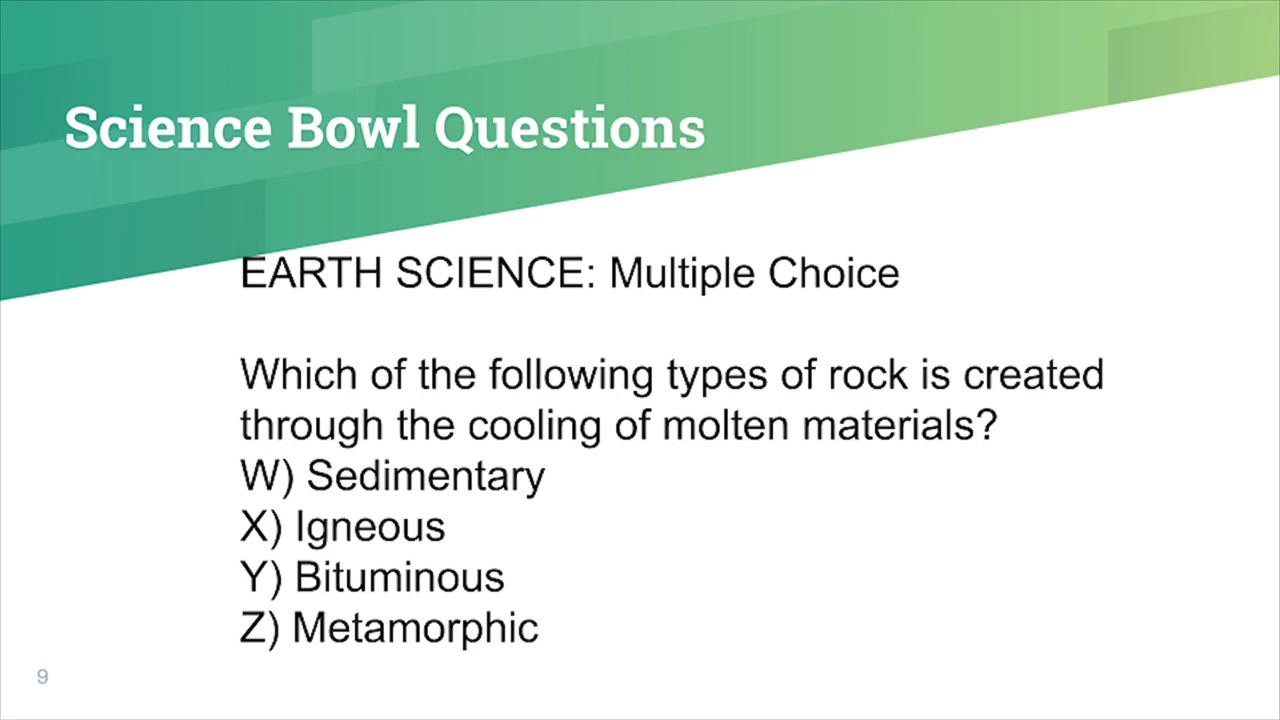 Science Bowl Questions
EARTH SCIENCE: Multiple Choice
Which of the following types of rock is created
through the cooling of molten materials?
W) Sedimentary
X) Igneous
Y) Bituminous
Z) Metamorphic
9